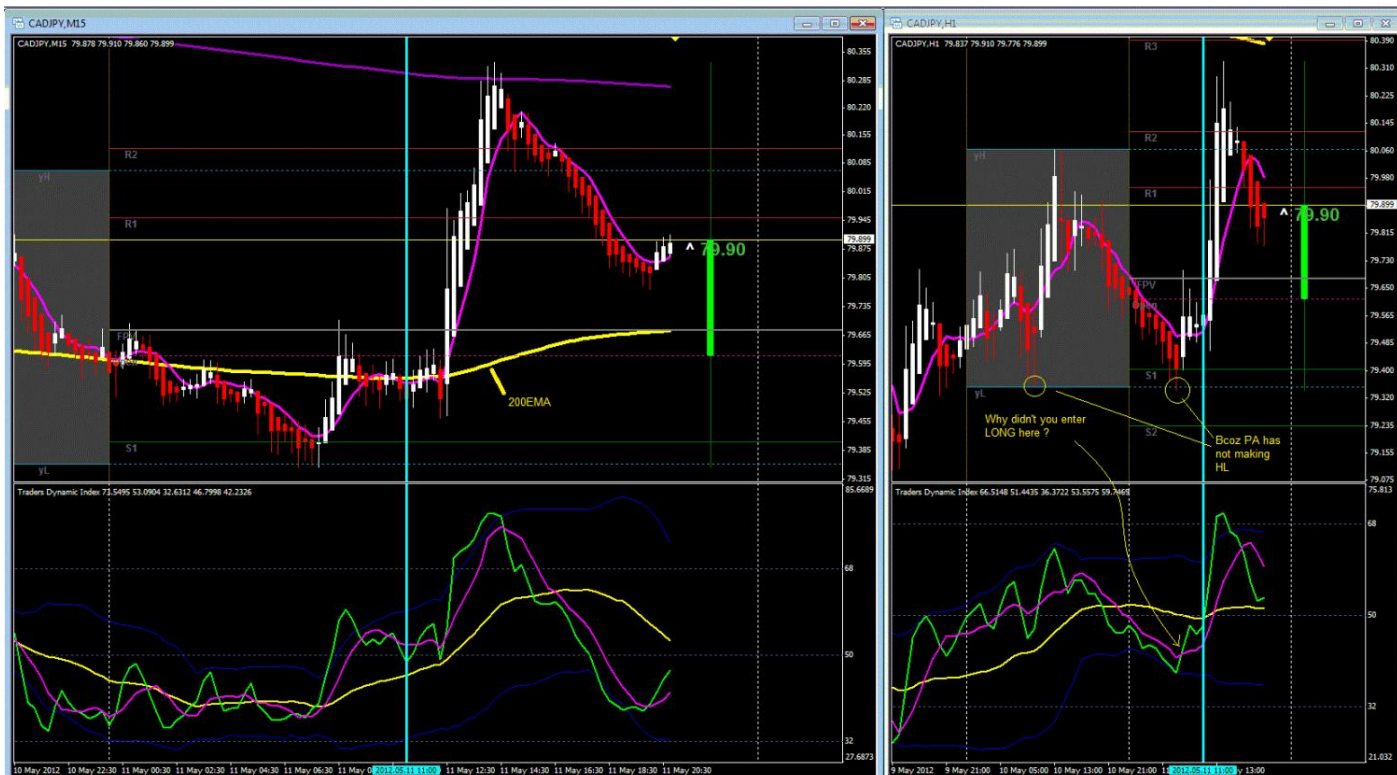 CADJPY,M15
CADJPY,M15 79.878 79.910 79.860 79.899
R2
yH
R1
^ 79.90
FPV
Open
200EMA
S1
yL
80.355
80.285
80.220
80.155
80.085
80.015
79.945
79.899
79.875
79.805
79.735
79.665
79.595
79.525
79.455
79.385
79.315
Traders Dynamic Index 73.5495 53.0904 32.6312 46.7998 42.2326
85.6689
68
50
32
27.6873
10 May 2012
10 May 22:30
11 May 00:30
11 May 02:30
11 May 04:30
11 May 06:30
2012.05.11 11:00
11 May 12:30
11 May 14:30
11 May 16:30
11 May 18:30
11 May 20:30
CADJPY,H1
CADJPY,H1 79.837 79.910 79.776 79.899
R3
R2
yH
R1
^ 79.90
FPV
Open
S1
yL
S2
Why didn't you enter
LONG here ?
Bcoz PA has
not making
HL
80.390
80.310
80.225
80.145
80.060
79.980
79.899
79.815
79.730
79.650
79.565
79.485
79.400
79.320
79.235
79.155
79.075
Traders Dynamic Index 66.5148 51.4435 36.3722 53.5575 59.7469
75.813
68
50
32
21.032
9 May 2012
9 May 21:00
10 May 05:00
10 May 13:00
10 May 21:00
2012.05.11 11:00
May 13:00